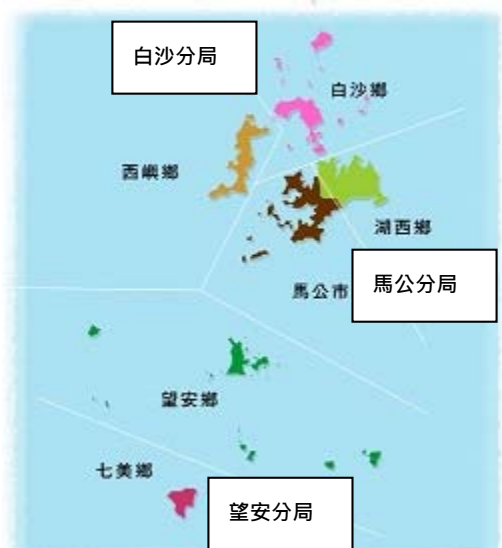 白沙分局
白沙鄉
西嶼鄉
湖西鄉
馬公分局
馬公市
望安鄉
七美鄉
望安分局